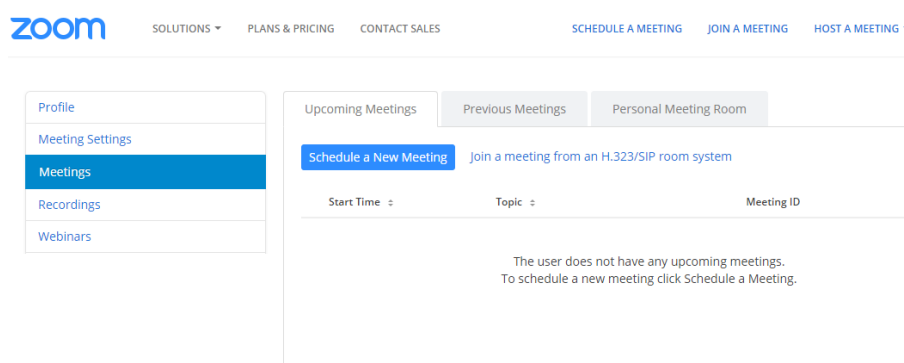 zoom SOLUTIONS PLANS & PRICING CONTACT SALES SCHEDULE A MEETING JOIN A MEETING HOST A MEETING
Profile
Meeting Settings
Meetings
Recordings
Webinars
Upcoming Meetings Previous Meetings Personal Meeting Room
Schedule a New Meeting Join a meeting from an H.323/SIP room system
Start Time Topic Meeting ID
The user does not have any upcoming meetings.
To schedule a new meeting click Schedule a Meeting.